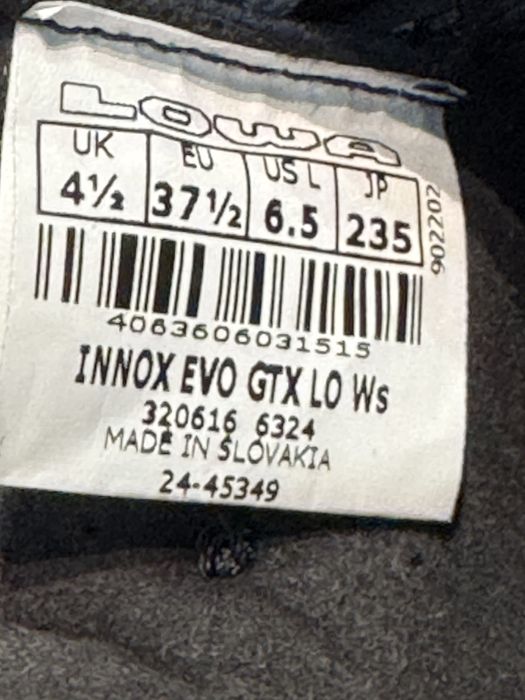 LOWA
UK EU US L JP
4½ 37½ 6.5 235
902202
4063606031515
INNOX EVO GTX LO Ws
320616 6324
MADE IN SLOVAKIA
24-45349